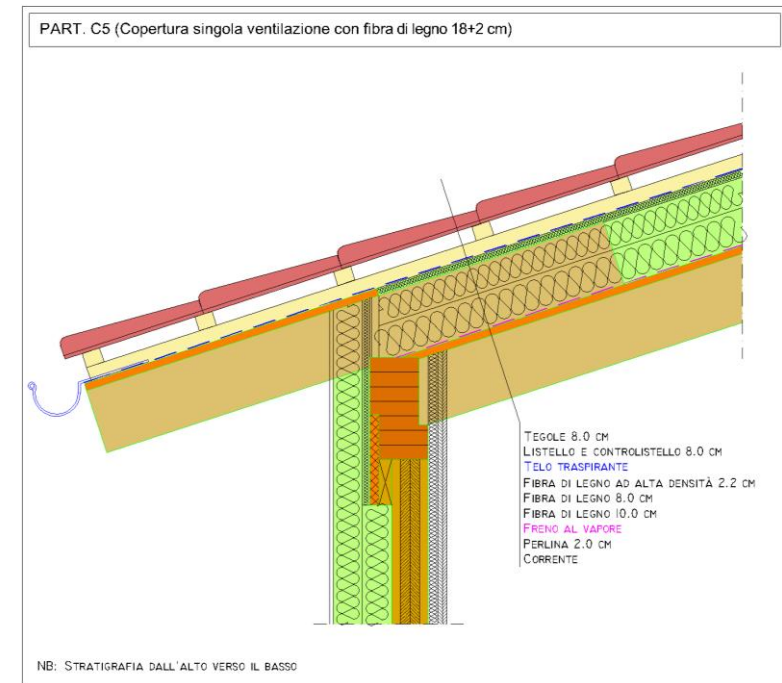 PART. C5 (Copertura singola ventilazione con fibra di legno 18+2 cm)
TEGOLE 8.0 CM
LISTELLO E CONTROLISTELLO 8.0 CM
TELO TRASPIRANTE
FIBRA DI LEGNO AD ALTA DENSITÀ 2.2 CM
FIBRA DI LEGNO 8.0 CM
FIBRA DI LEGNO 10.0 CM
FRENO AL VAPORE
PERLINA 2.0 CM
CORRENTE
NB: STRATIGRAFIA DALL'ALTO VERSO IL BASSO